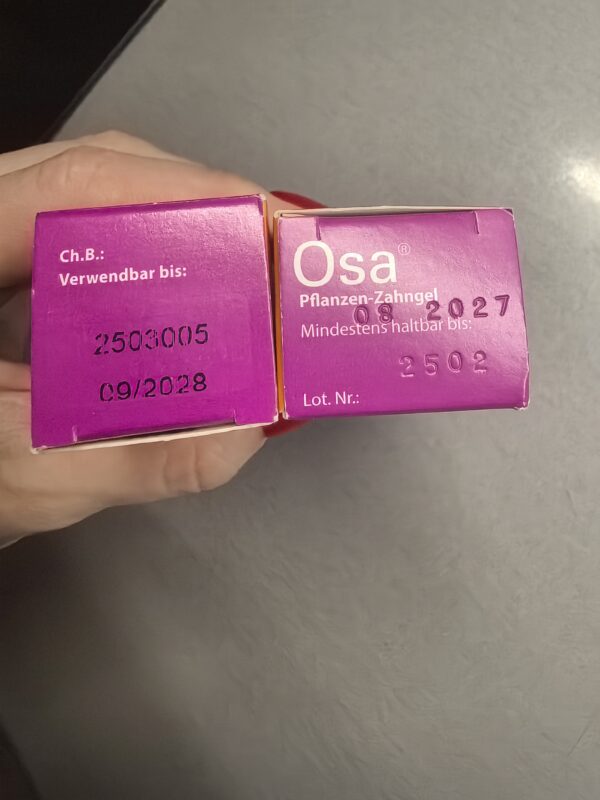 Ch.B.:
Verwendbar bis:
2503005
09/2028
Osa®
Pflanzen-Zahngel
08 2027
Mindestens haltbar bis:
2502
Lot. Nr.: